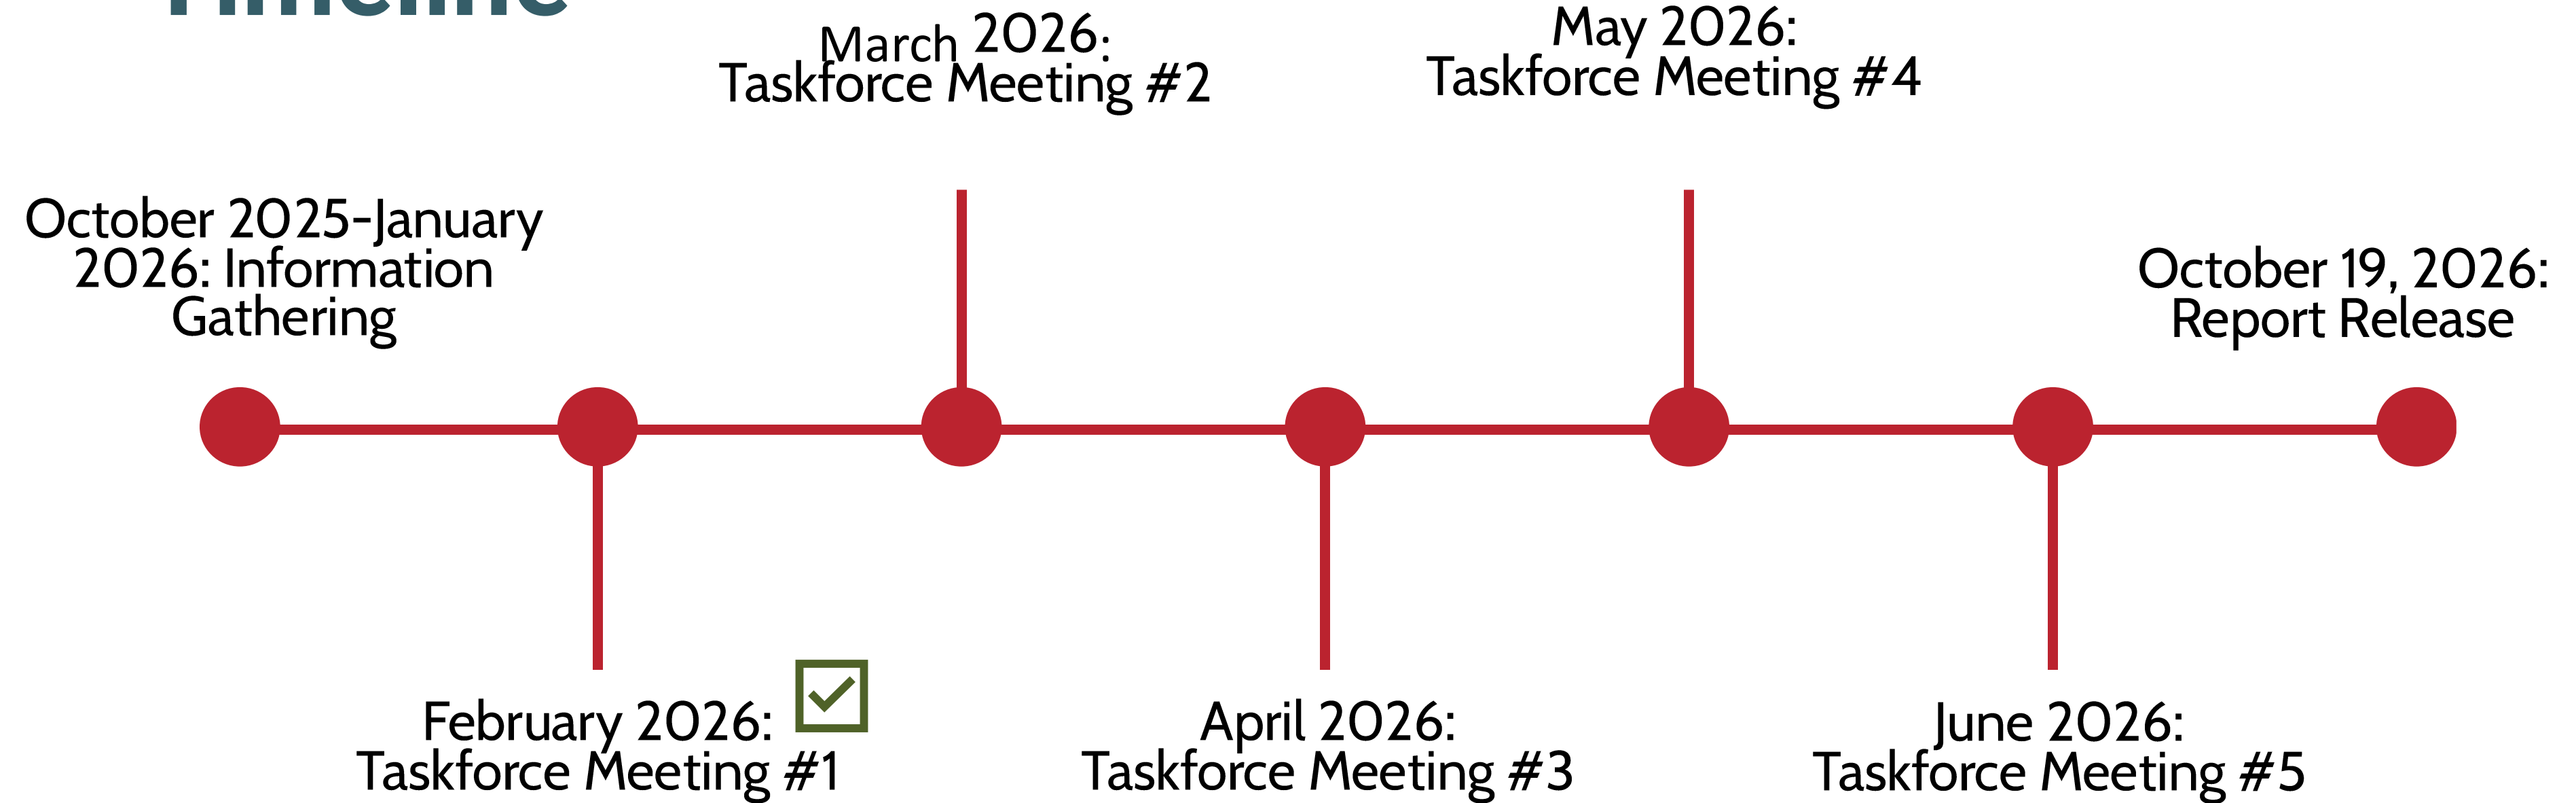 Timeline
March 2026:
Taskforce Meeting #2
May 2026:
Taskforce Meeting #4
October 2025-January
2026: Information
Gathering
October 19, 2026:
Report Release
February 2026:
Taskforce Meeting #1
April 2026:
Taskforce Meeting #3
June 2026:
Taskforce Meeting #5